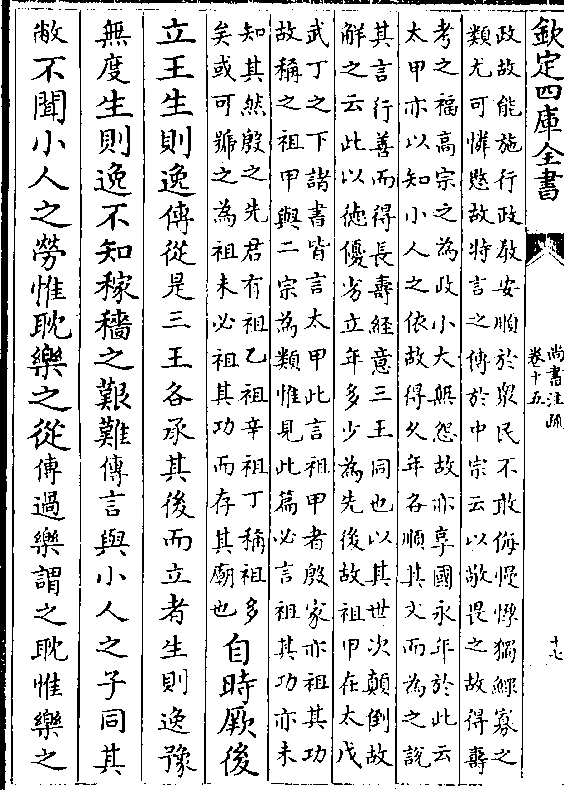 欽定四庫全書
尚書注疏
卷十五
十七
政故能施行政教安順於衆民不敢侮慢惸獨鰥寡之
類尤可憐愍故特言之傳於中宗云以敬畏之故得壽
考之福高宗之為政小大無怨故亦享國永年於此云
太甲亦以知小人之依故得久年各順其文而為之說
其言行善而得長壽經意三王同也以其世次顛倒故
解之云此以德優劣立年多少為先後故祖甲在太戊
武丁之下諸書皆言太甲此言祖甲者殷家亦祖其功
故稱之祖甲與二宗為類惟見此篇必言祖其功亦未
知其然殷之先君有祖乙祖辛祖丁稱祖多
矣或可號之為祖未必祖其功而存其廟也
自時厥後
立王生則逸傳從是三王各承其後而立者生則逸豫
無度生則逸不知稼穡之艱難傳言與小人之子同其
敝不聞小人之勞惟耽樂之從傳過樂謂之耽惟樂之